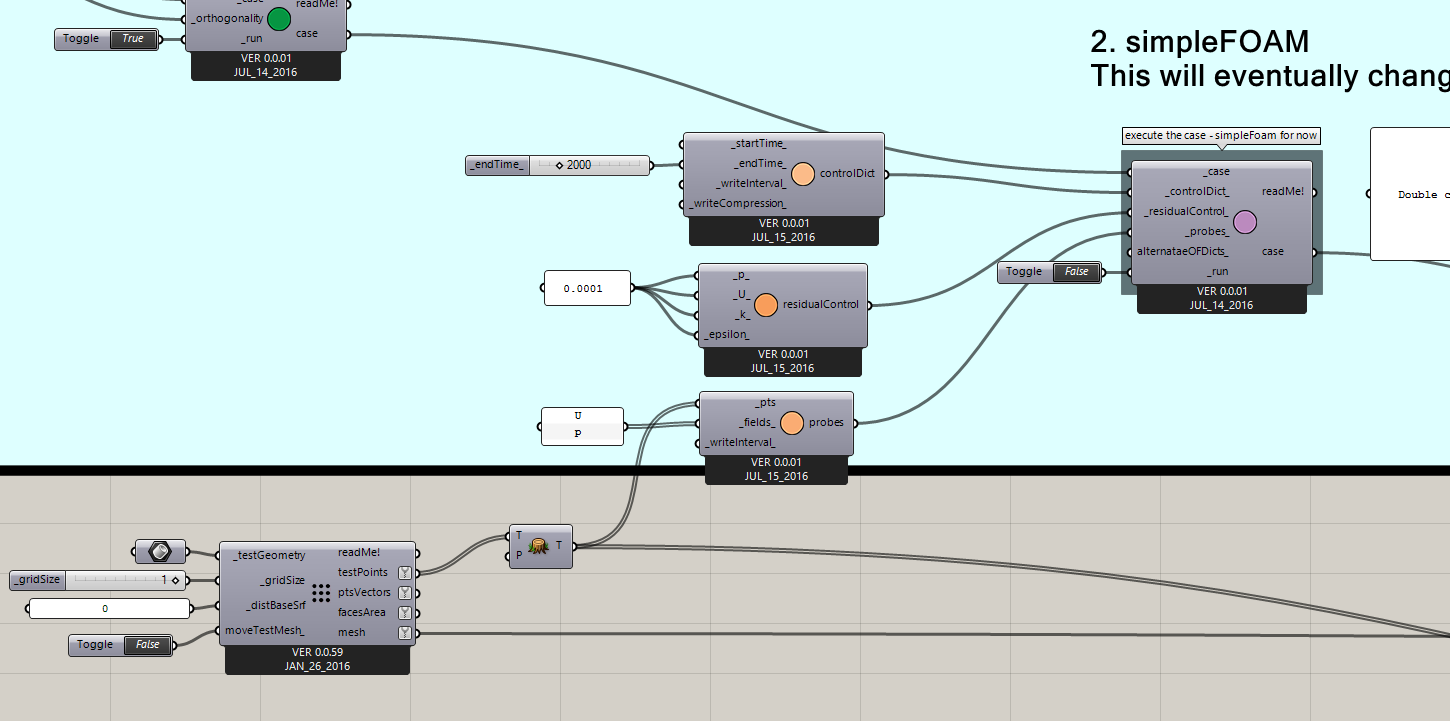 readMe!
_orthogonality
Toggle True
_run
case
VER 0.0.01
JUL_14_2016
2. simpleFOAM
This will eventually chang
execute the case - simpleFoam for now
_endTime_ 2000
_startTime_
_endTime_
_writeInterval_
_writeCompression_
controlDict
VER 0.0.01
JUL_15_2016
_case
_controlDict_
_residualControl_
_probes_
alternataeOFDicts_
_run
readMe!
case
VER 0.0.01
JUL_14_2016
Toggle False
Double c
0.0001
_p_
_U_
_k_
_epsilon_
residualControl
VER 0.0.01
JUL_15_2016
U
p
_pts
_fields_
_writeInterval_
probes
VER 0.0.01
JUL_15_2016
T
P
T
_gridSize 1
0
Toggle False
_testGeometry
_gridSize
_distBaseSrf
moveTestMesh_
readMe!
testPoints
ptsVectors
facesArea
mesh
VER 0.0.59
JAN_26_2016